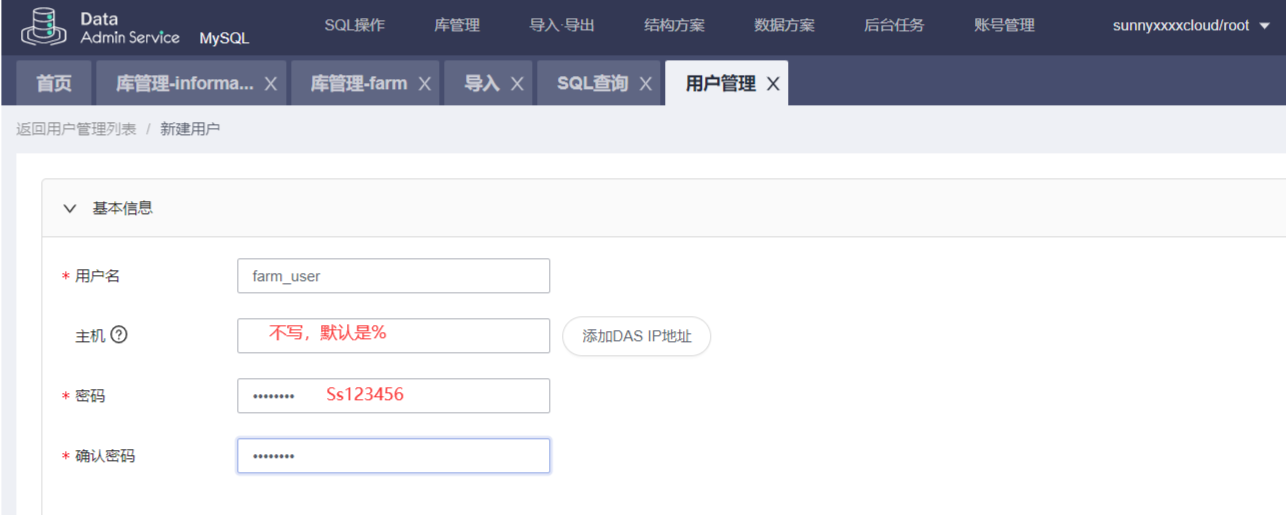 Data
Admin Service MySQL SQL操作 库管理 导入·导出 结构方案 数据方案 后台任务 账号管理 sunnyxxxxcloud/root
首页 库管理-informa... X 库管理-farm X 导入 X SQL查询 X 用户管理 X
返回用户管理列表 / 新建用户
基本信息
* 用户名 farm_user
主机 ? 不写，默认是% 添加DAS IP地址
* 密码 •••••••• Ss123456
* 确认密码 ••••••••